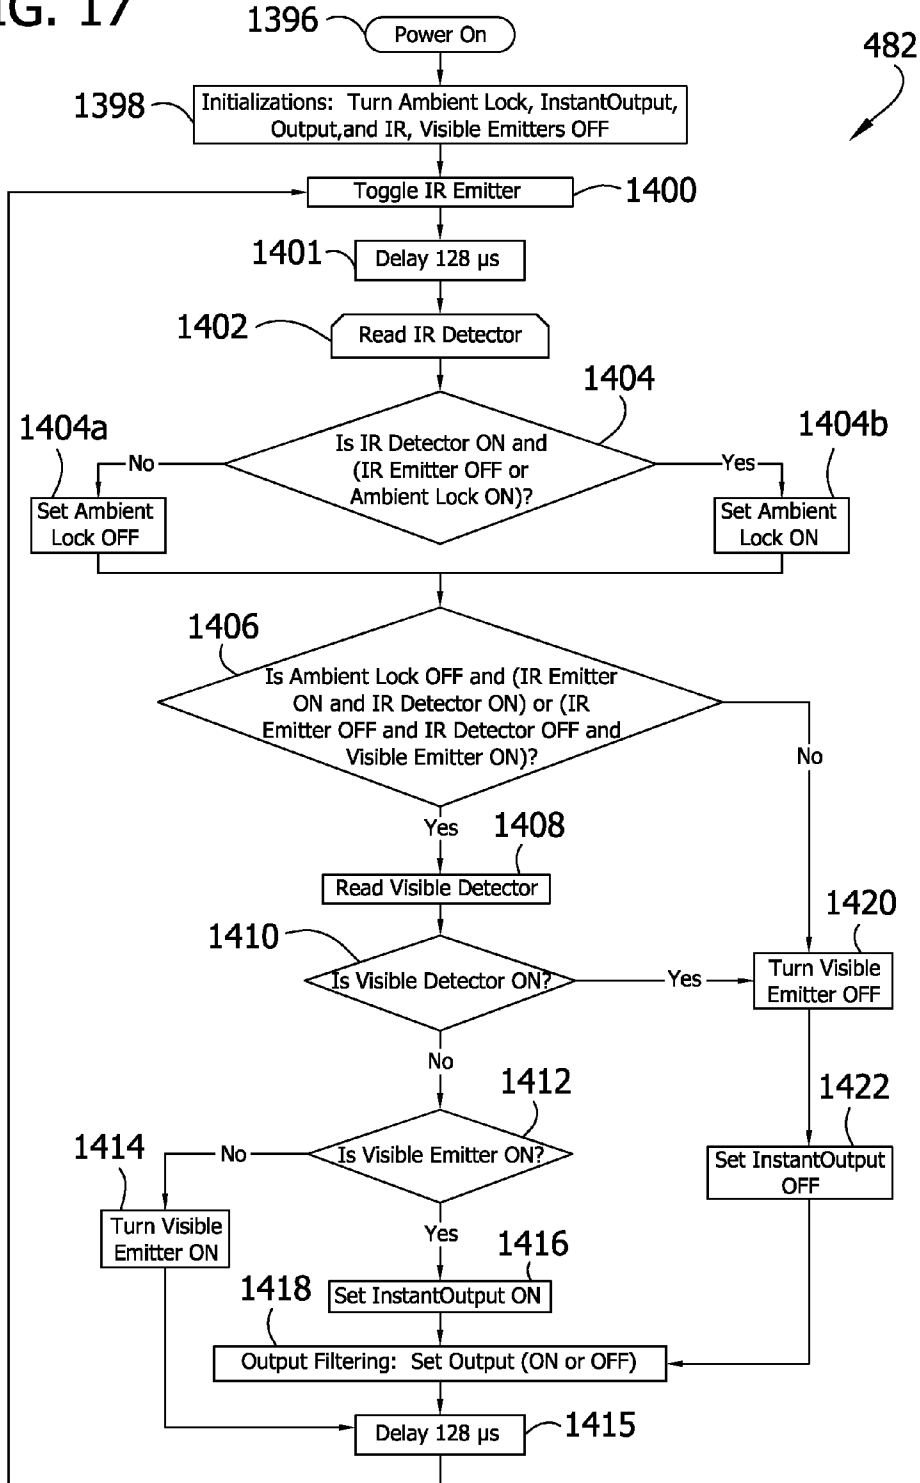 IG. 17
1396
Power On
482
1398
Initializations: Turn Ambient Lock, InstantOutput,
Output,and IR, Visible Emitters OFF
Toggle IR Emitter
1400
1401
Delay 128 µs
1402
Read IR Detector
1404
1404a
1404b
Is IR Detector ON and
(IR Emitter OFF or
Ambient Lock ON)?
No
Yes
Set Ambient
Lock OFF
Set Ambient
Lock ON
1406
Is Ambient Lock OFF and (IR Emitter
ON and IR Detector ON) or (IR
Emitter OFF and IR Detector OFF and
Visible Emitter ON)?
No
Yes
1408
Read Visible Detector
1410
1420
Is Visible Detector ON?
Yes
Turn Visible
Emitter OFF
No
1412
1422
1414
No
Is Visible Emitter ON?
Set InstantOutput
OFF
Turn Visible
Emitter ON
Yes
1416
1418
Set InstantOutput ON
Output Filtering: Set Output (ON or OFF)
Delay 128 µs
1415